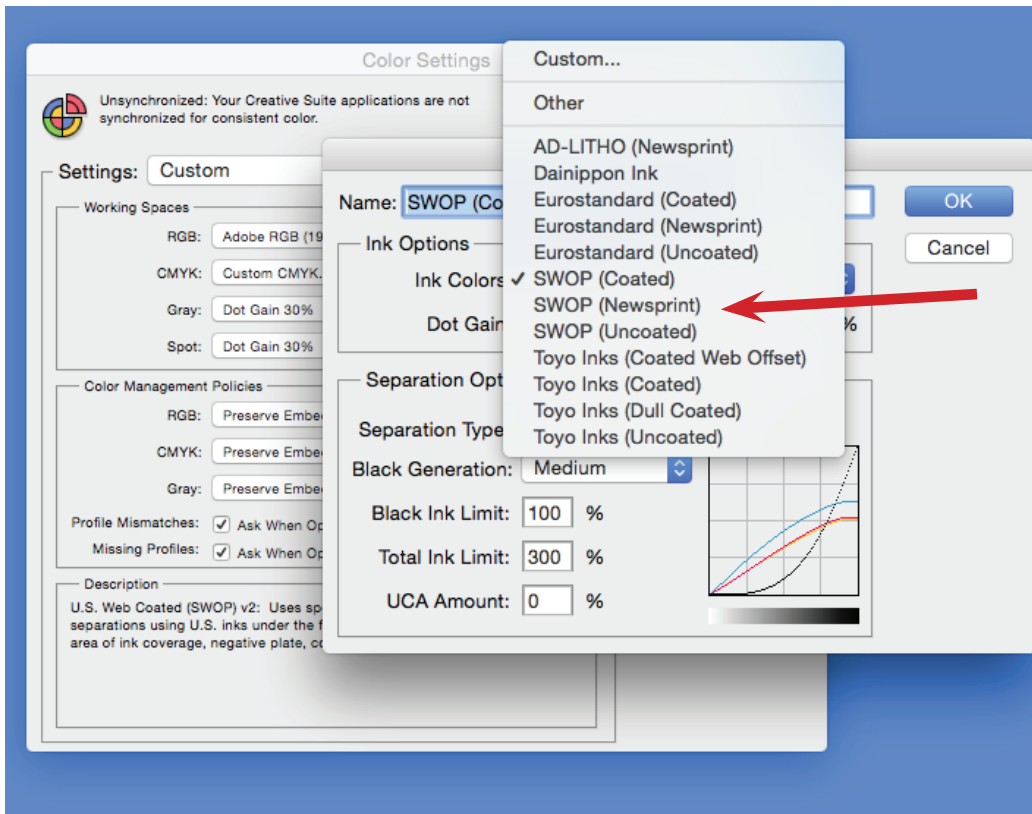 Color Settings
Unsynchronized: Your Creative Suite applications are not
synchronized for consistent color.
Settings: Custom
Working Spaces
RGB: Adobe RGB (19
CMYK: Custom CMYK.
Gray: Dot Gain 30%
Spot: Dot Gain 30%
Color Management Policies
RGB: Preserve Embe
CMYK: Preserve Embe
Gray: Preserve Embe
Profile Mismatches: Ask When Op
Missing Profiles: Ask When Op
Description
U.S. Web Coated (SWOP) v2: Uses sp
separations using U.S. inks under the f
area of ink coverage, negative plate, co
Name: SWOP (Co
OK
Cancel
Ink Options
Ink Colors
Dot Gain
%
Separation Opt
Separation Type
Black Generation: Medium
Black Ink Limit: 100 %
Total Ink Limit: 300 %
UCA Amount: 0 %
Custom...
Other
AD-LITHO (Newsprint)
Dainippon Ink
Eurostandard (Coated)
Eurostandard (Newsprint)
Eurostandard (Uncoated)
✓ SWOP (Coated)
SWOP (Newsprint)
SWOP (Uncoated)
Toyo Inks (Coated Web Offset)
Toyo Inks (Coated)
Toyo Inks (Dull Coated)
Toyo Inks (Uncoated)